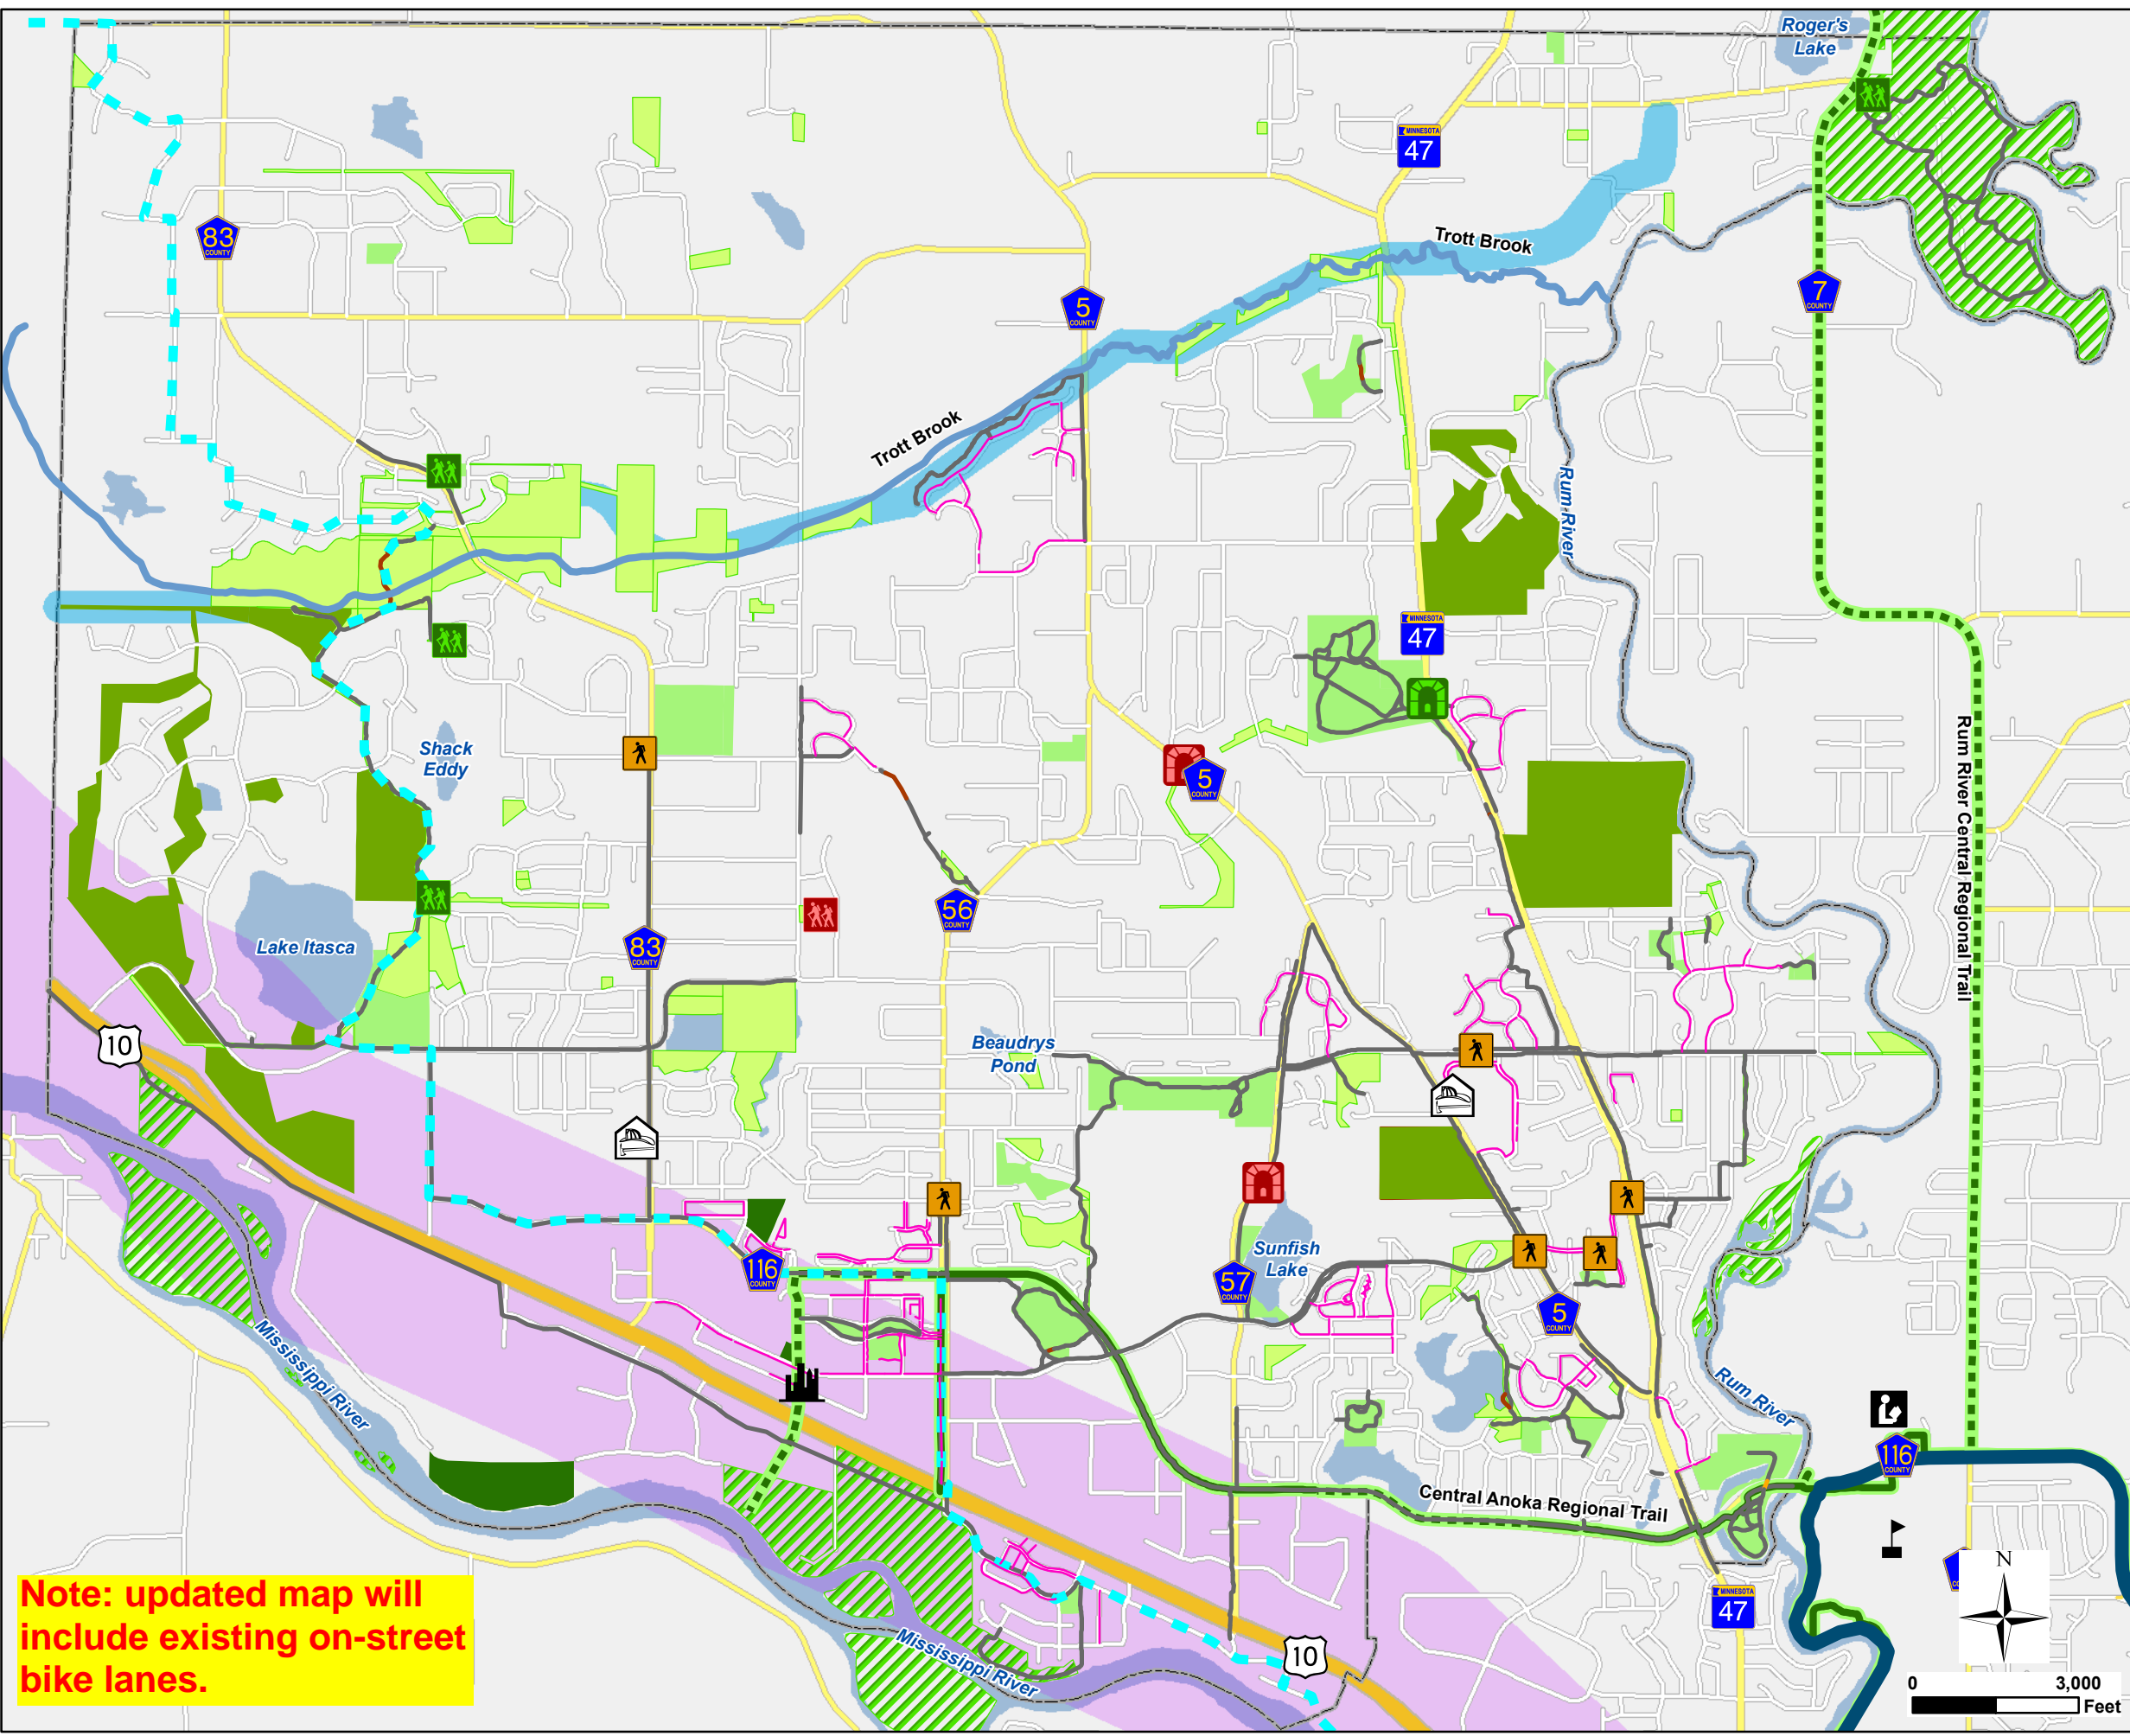 Roger's
Lake
MINNESOTA
47
83
COUNTY
Trott Brook
5
COUNTY
7
COUNTY
Trott Brook
Rum River
MINNESOTA
47
Rum River Central Regional Trail
Shack
Eddy
5
COUNTY
56
COUNTY
Lake Itasca
83
COUNTY
10
Beaudrys
Pond
Sunfish
Lake
116
COUNTY
57
COUNTY
5
COUNTY
Mississippi River
Rum River
116
COUNTY
Central Anoka Regional Trail
N
Note: updated map will
include existing on-street
bike lanes.
MINNESOTA
47
Mississippi River
10
0 3,000
Feet